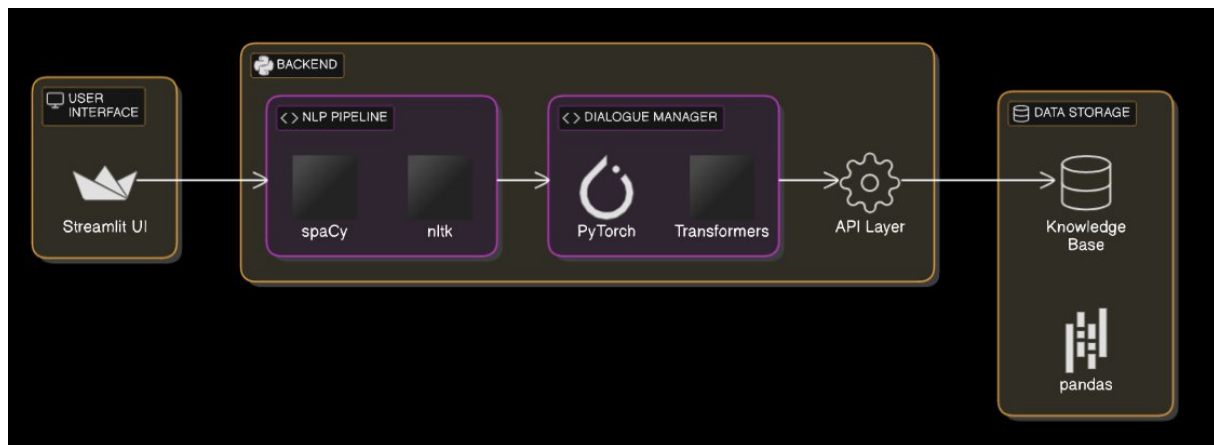 BACKEND
USER
INTERFACE
<> NLP PIPELINE
<> DIALOGUE MANAGER
DATA STORAGE
Streamlit UI
spaCy
nltk
PyTorch
Transformers
API Layer
Knowledge
Base
pandas